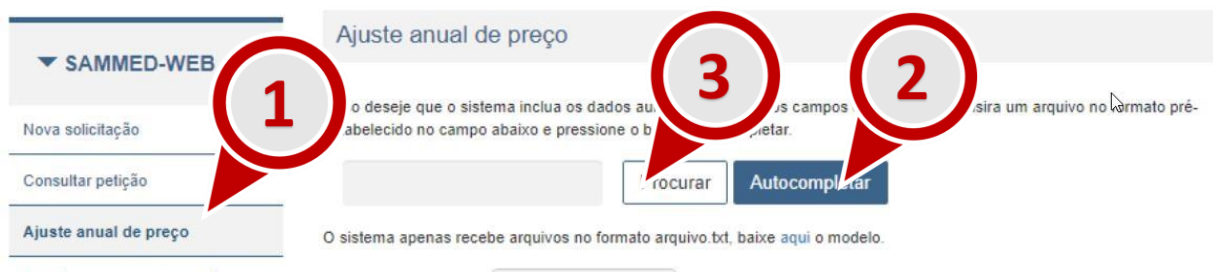 SAMMED-WEB
Nova solicitação
Consultar petição
Ajuste anual de preço
Ajuste anual de preço
1
3
2
o deseje que o sistema inclua os dados os campos sira um arquivo no formato pré-
abelecido no campo abaixo e pressione o
Procurar
Autocompletar
O sistema apenas recebe arquivos no formato arquivo.txt, baixe aqui o modelo.